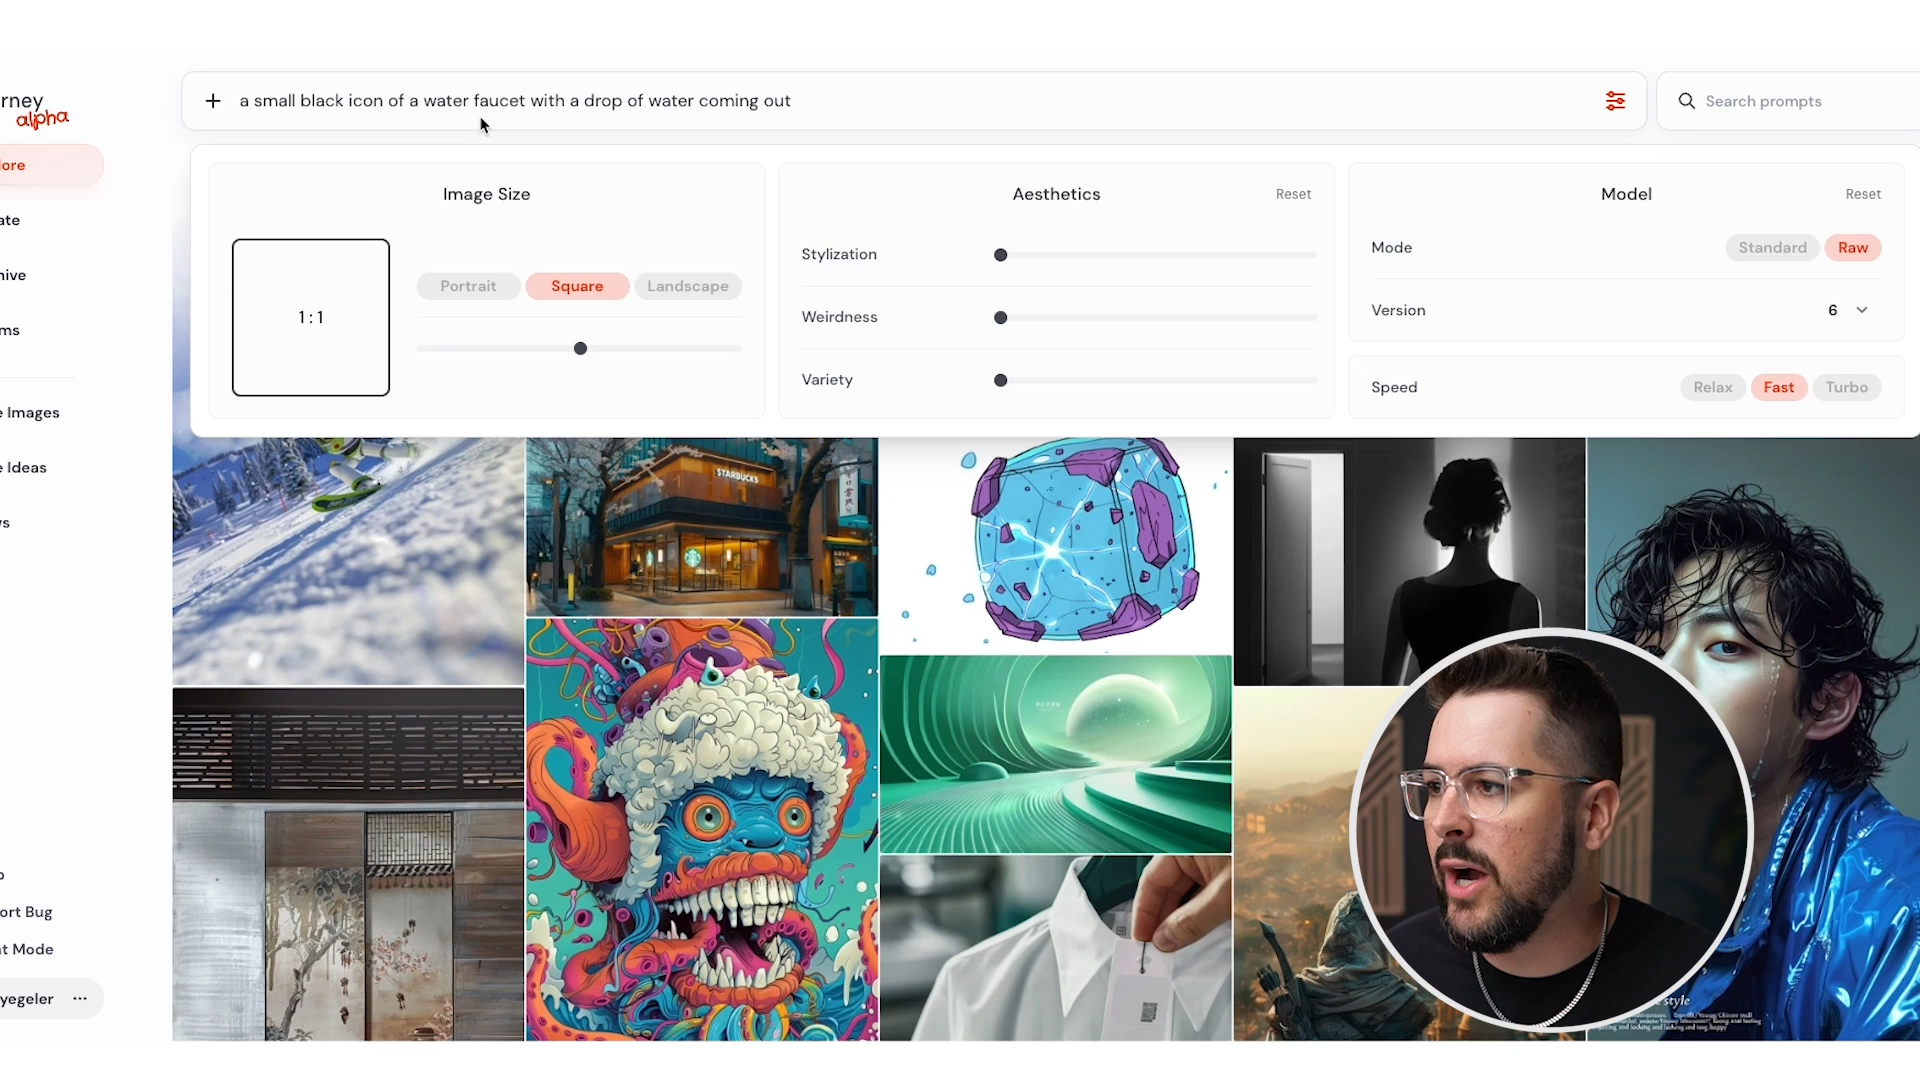 a small black icon of a water faucet with a drop of water coming out
Search prompts
rney
alpha
lore
ate
hive
ms
e Images
e Ideas
s
ort Bug
t Mode
yegeler
Image Size
1 : 1
Portrait
Square
Landscape
Aesthetics
Reset
Stylization
Weirdness
Variety
Model
Reset
Mode
Standard
Raw
Version
6
Speed
Relax
Fast
Turbo
STARBUCKS
style